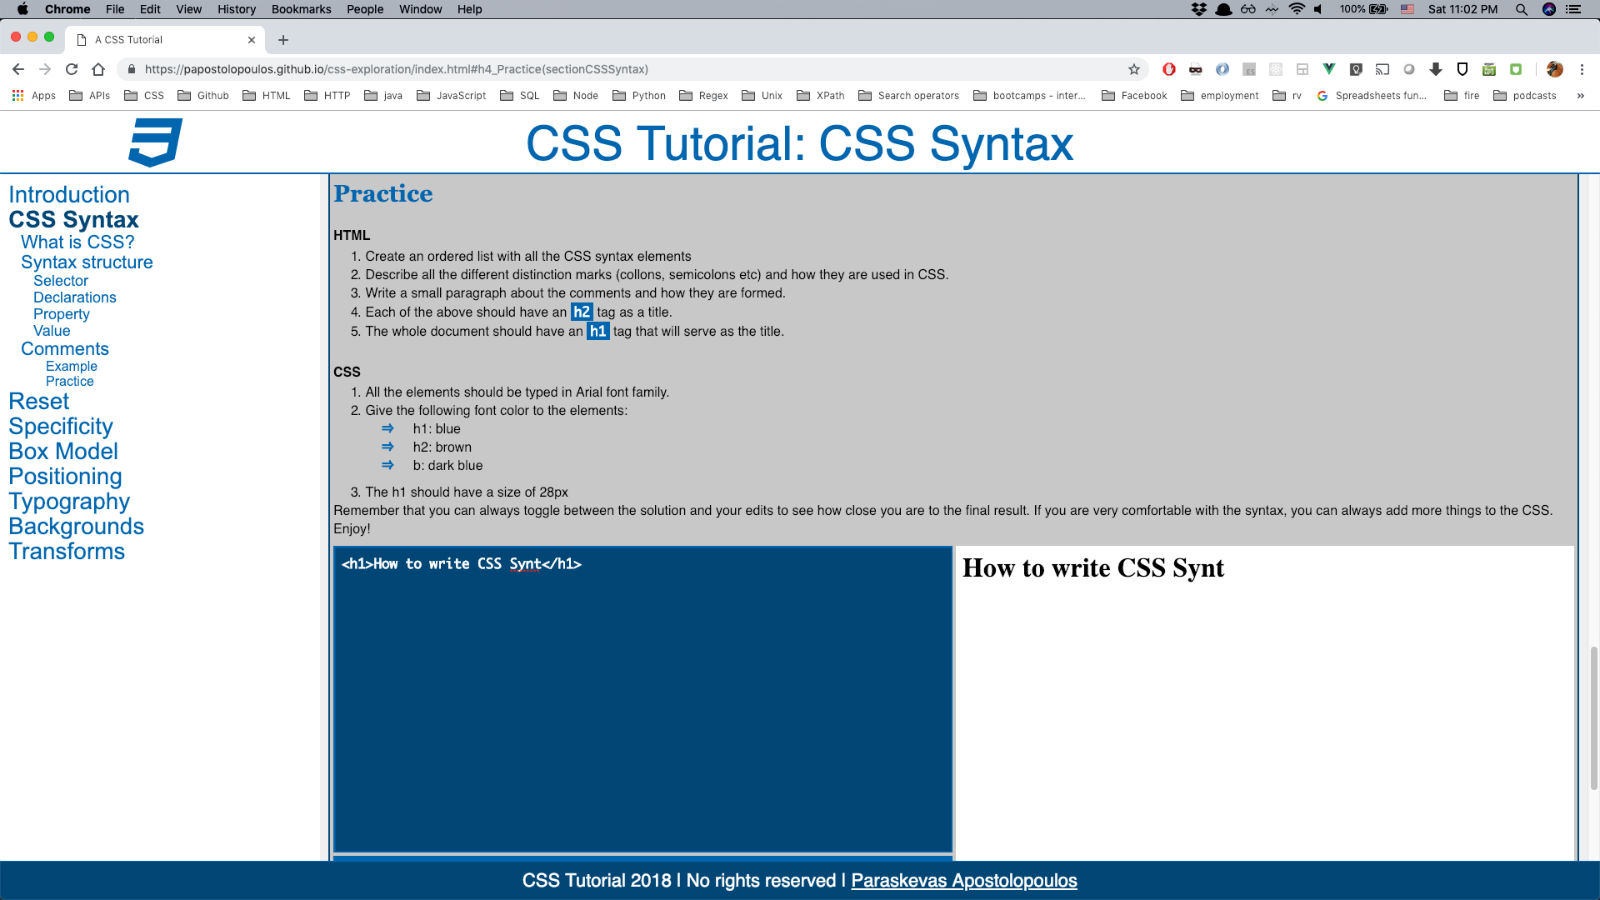 Chrome File Edit View History Bookmarks People Window Help
100% Sat 11:02 PM
A CSS Tutorial
https://papostolopoulos.github.io/css-exploration/index.html#h4_Practice(sectionCSSSyntax)
Apps APIs CSS Github HTML HTTP java JavaScript SQL Node Python Regex Unix XPath Search operators bootcamps - inter... Facebook employment rv Spreadsheets fun... fire podcasts »
CSS Tutorial: CSS Syntax
Introduction
CSS Syntax
What is CSS?
Syntax structure
Selector
Declarations
Property
Value
Comments
Example
Practice
Reset
Specificity
Box Model
Positioning
Typography
Backgrounds
Transforms
Practice
HTML
1. Create an ordered list with all the CSS syntax elements
2. Describe all the different distinction marks (collons, semicolons etc) and how they are used in CSS.
3. Write a small paragraph about the comments and how they are formed.
4. Each of the above should have an h2 tag as a title.
5. The whole document should have an h1 tag that will serve as the title.
CSS
1. All the elements should be typed in Arial font family.
2. Give the following font color to the elements:
⇒ h1: blue
⇒ h2: brown
⇒ b: dark blue
3. The h1 should have a size of 28px
Remember that you can always toggle between the solution and your edits to see how close you are to the final result. If you are very comfortable with the syntax, you can always add more things to the CSS.
Enjoy!
<h1>How to write CSS Synt</h1>
How to write CSS Synt
CSS Tutorial 2018 | No rights reserved | Paraskevas Apostolopoulos